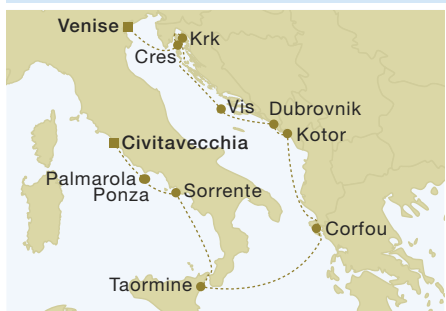 Venise
Krk
Cres
Vis
Dubrovnik
Kotor
Civitavecchia
Palmarola
Ponza
Sorrente
Corfou
Taormine